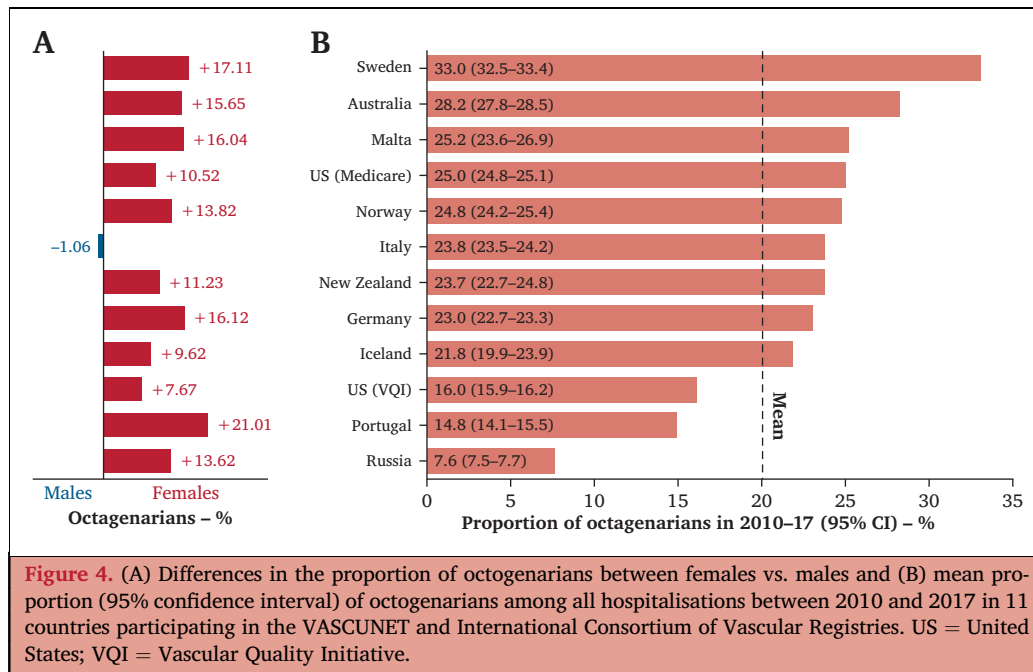 A
B
+17.11
Sweden
33.0 (32.5–33.4)
+15.65
Australia
28.2 (27.8–28.5)
+16.04
Malta
25.2 (23.6–26.9)
+10.52
US (Medicare)
25.0 (24.8–25.1)
+13.82
Norway
24.8 (24.2–25.4)
–1.06
Italy
23.8 (23.5–24.2)
+11.23
New Zealand
23.7 (22.7–24.8)
+16.12
Germany
23.0 (22.7–23.3)
+9.62
Iceland
21.8 (19.9–23.9)
+7.67
US (VQI)
16.0 (15.9–16.2)
+21.01
Portugal
14.8 (14.1–15.5)
+13.62
Russia
7.6 (7.5–7.7)
Mean
Males
Females
Octagenarians – %
0 5 10 15 20 25 30 35
Proportion of octagenarians in 2010–17 (95% CI) – %
Figure 4. (A) Differences in the proportion of octogenarians between females vs. males and (B) mean pro-
portion (95% confidence interval) of octogenarians among all hospitalisations between 2010 and 2017 in 11
countries participating in the VASCUNET and International Consortium of Vascular Registries. US = United
States; VQI = Vascular Quality Initiative.